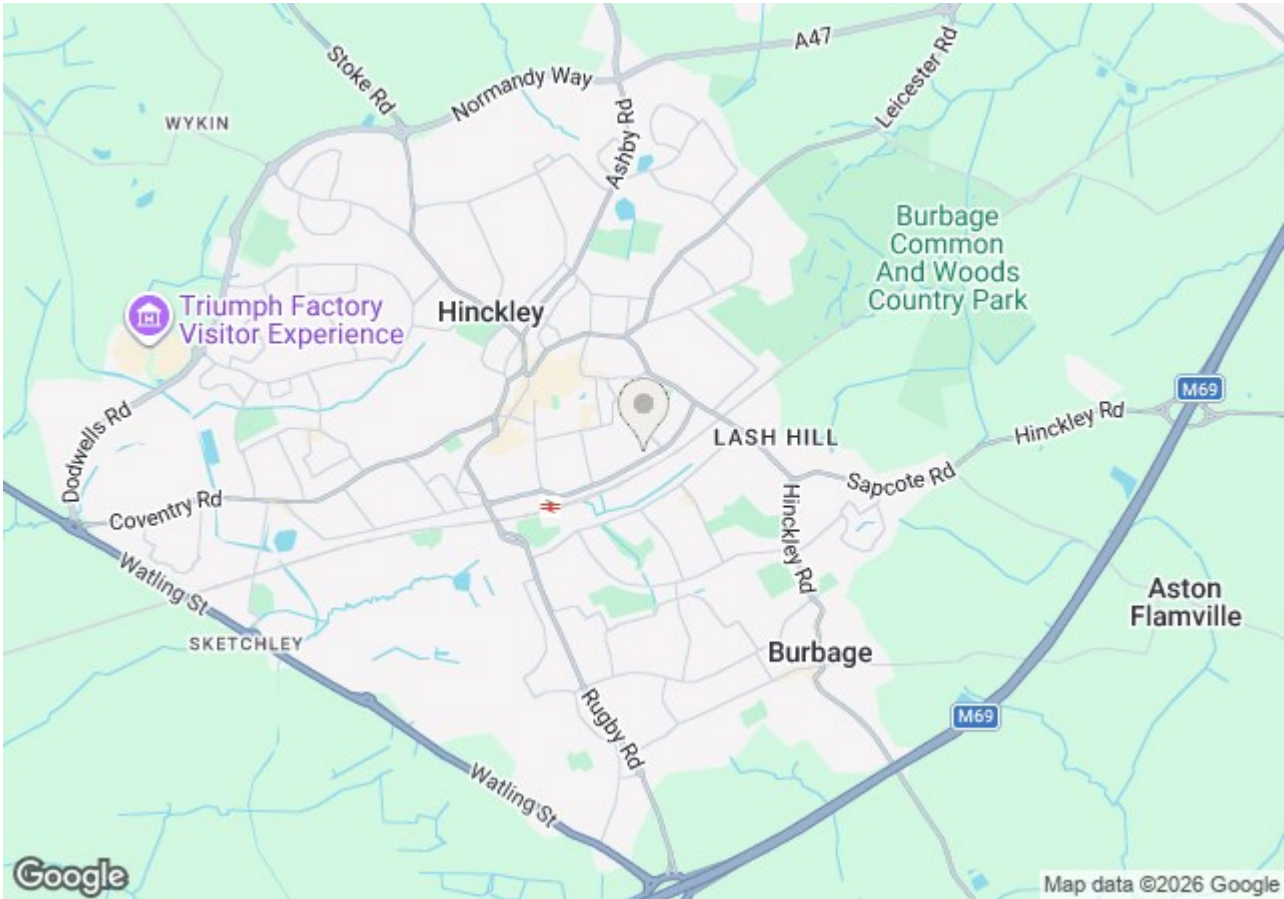 A47
Stoke Rd
Normandy Way
Leicester Rd
WYKIN
Ashby Rd
Burbage
Common
And Woods
Country Park
Triumph Factory
Visitor Experience
Hinckley
M69
Dodwells Rd
LASH HILL
Hinckley Rd
Sapcote Rd
Coventry Rd
Hinckley Rd
Watling St
Aston
Flamville
SKETCHLEY
Burbage
Rugby Rd
M69
Watling St
Google
Map data ©2026 Google